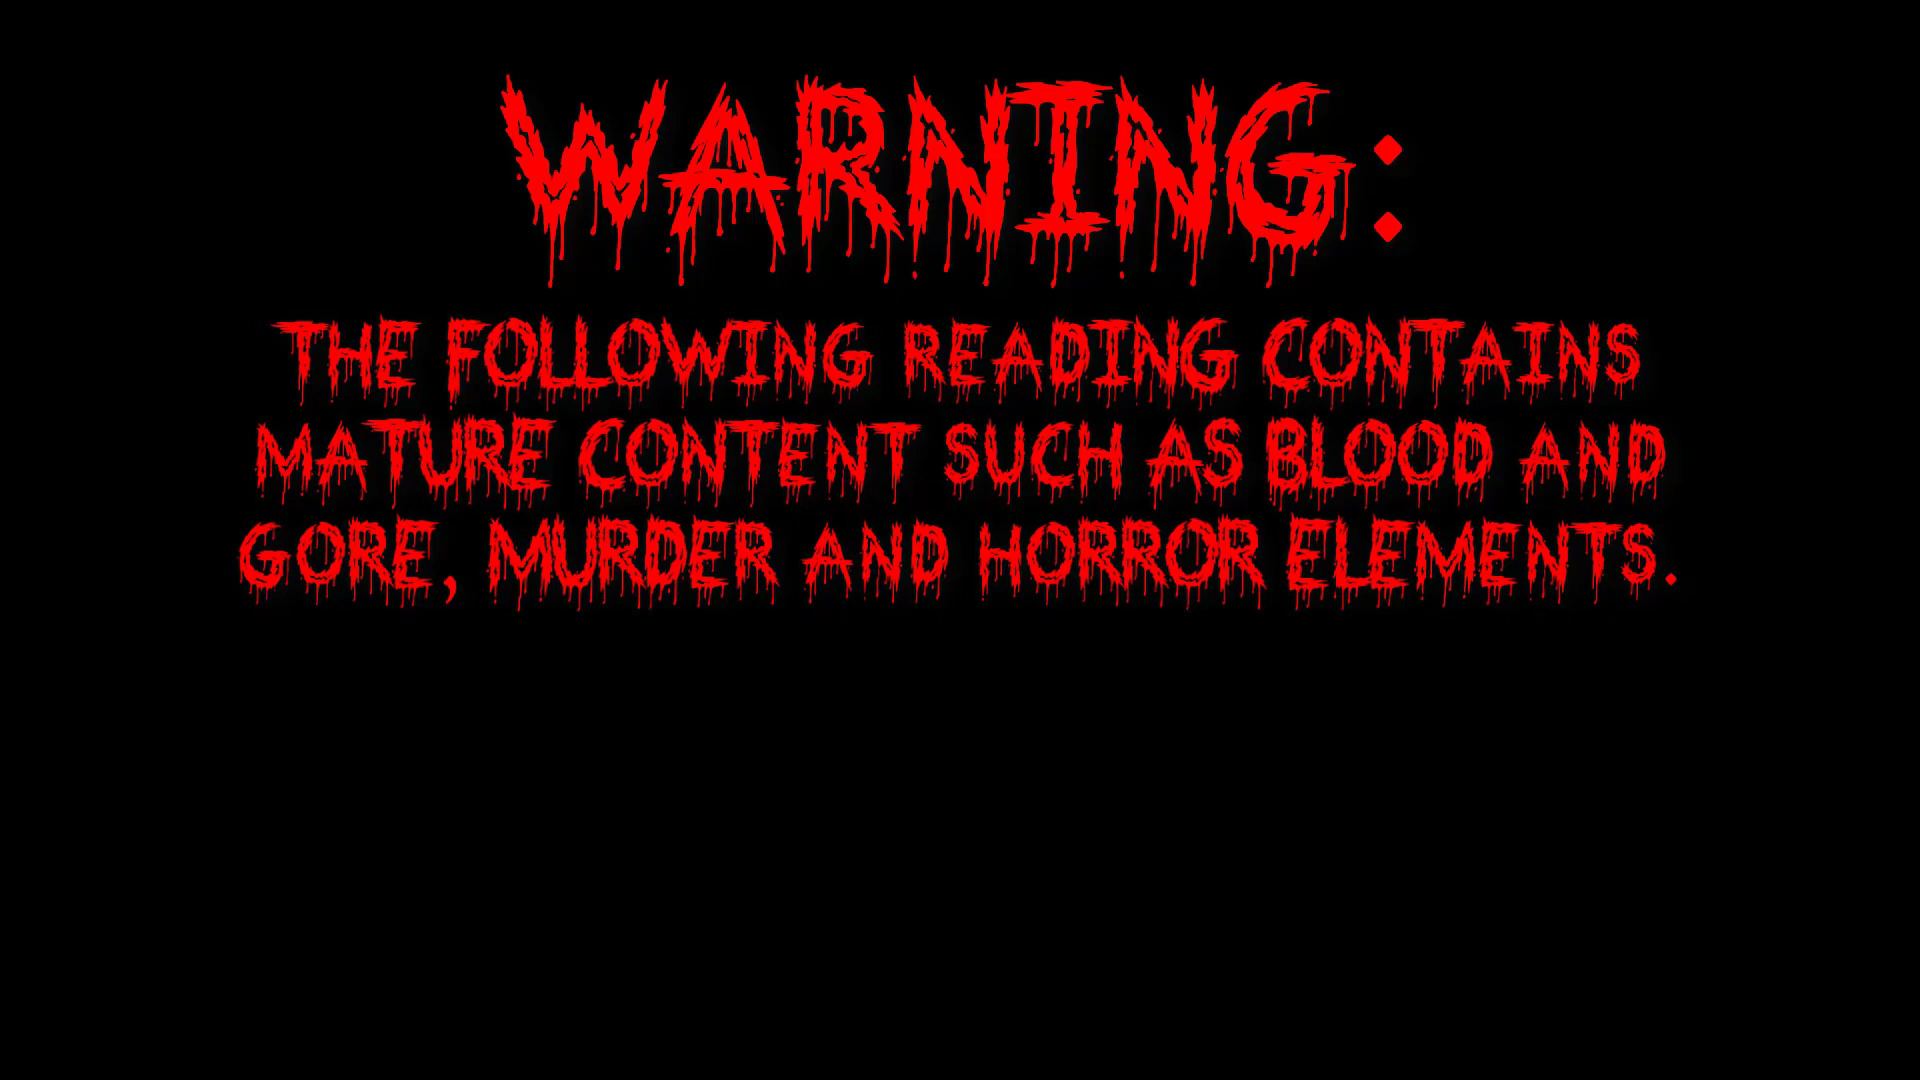 WARNING:
THE FOLLOWING READING CONTAINS
MATURE CONTENT SUCH AS BLOOD AND
GORE, MURDER AND HORROR ELEMENTS.